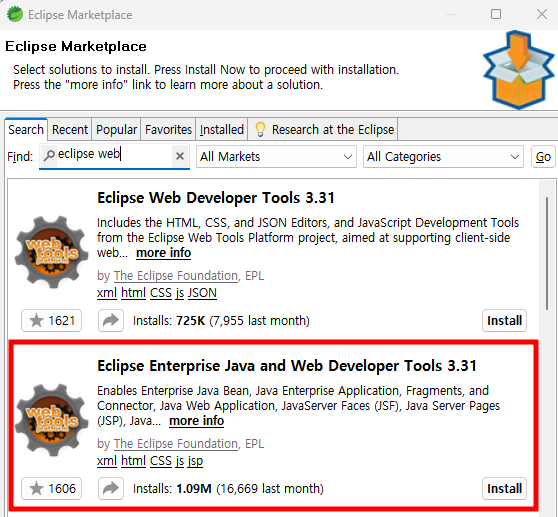 Eclipse Marketplace
Eclipse Marketplace
Select solutions to install. Press Install Now to proceed with installation.
Press the "more info" link to learn more about a solution.
Search Recent Popular Favorites Installed Research at the Eclipse
Find: eclipse web All Markets All Categories Go
Eclipse Web Developer Tools 3.31
Includes the HTML, CSS, and JSON Editors, and JavaScript Development Tools
from the Eclipse Web Tools Platform project, aimed at supporting client-side
web... more info
by The Eclipse Foundation, EPL
xml html CSS js JSON
web tools platform
1621 Installs: 725K (7,955 last month) Install
Eclipse Enterprise Java and Web Developer Tools 3.31
Enables Enterprise Java Bean, Java Enterprise Application, Fragments, and
Connector, Java Web Application, JavaServer Faces (JSF), Java Server Pages
(JSP), Java... more info
by The Eclipse Foundation, EPL
xml html CSS js jsp
web tools platform
1606 Installs: 1.09M (16,669 last month) Install